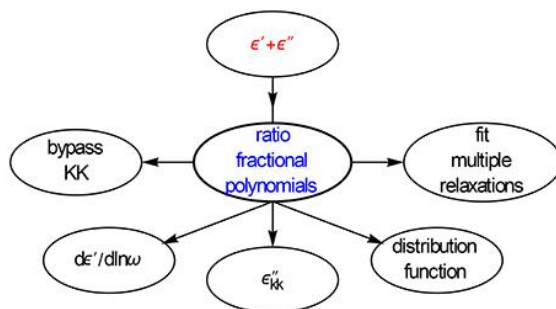 ϵ′+ϵ″
ratio
fractional
polynomials
bypass
KK
fit
multiple
relaxations
dϵ′/dlnω
ϵ″kk
distribution
function